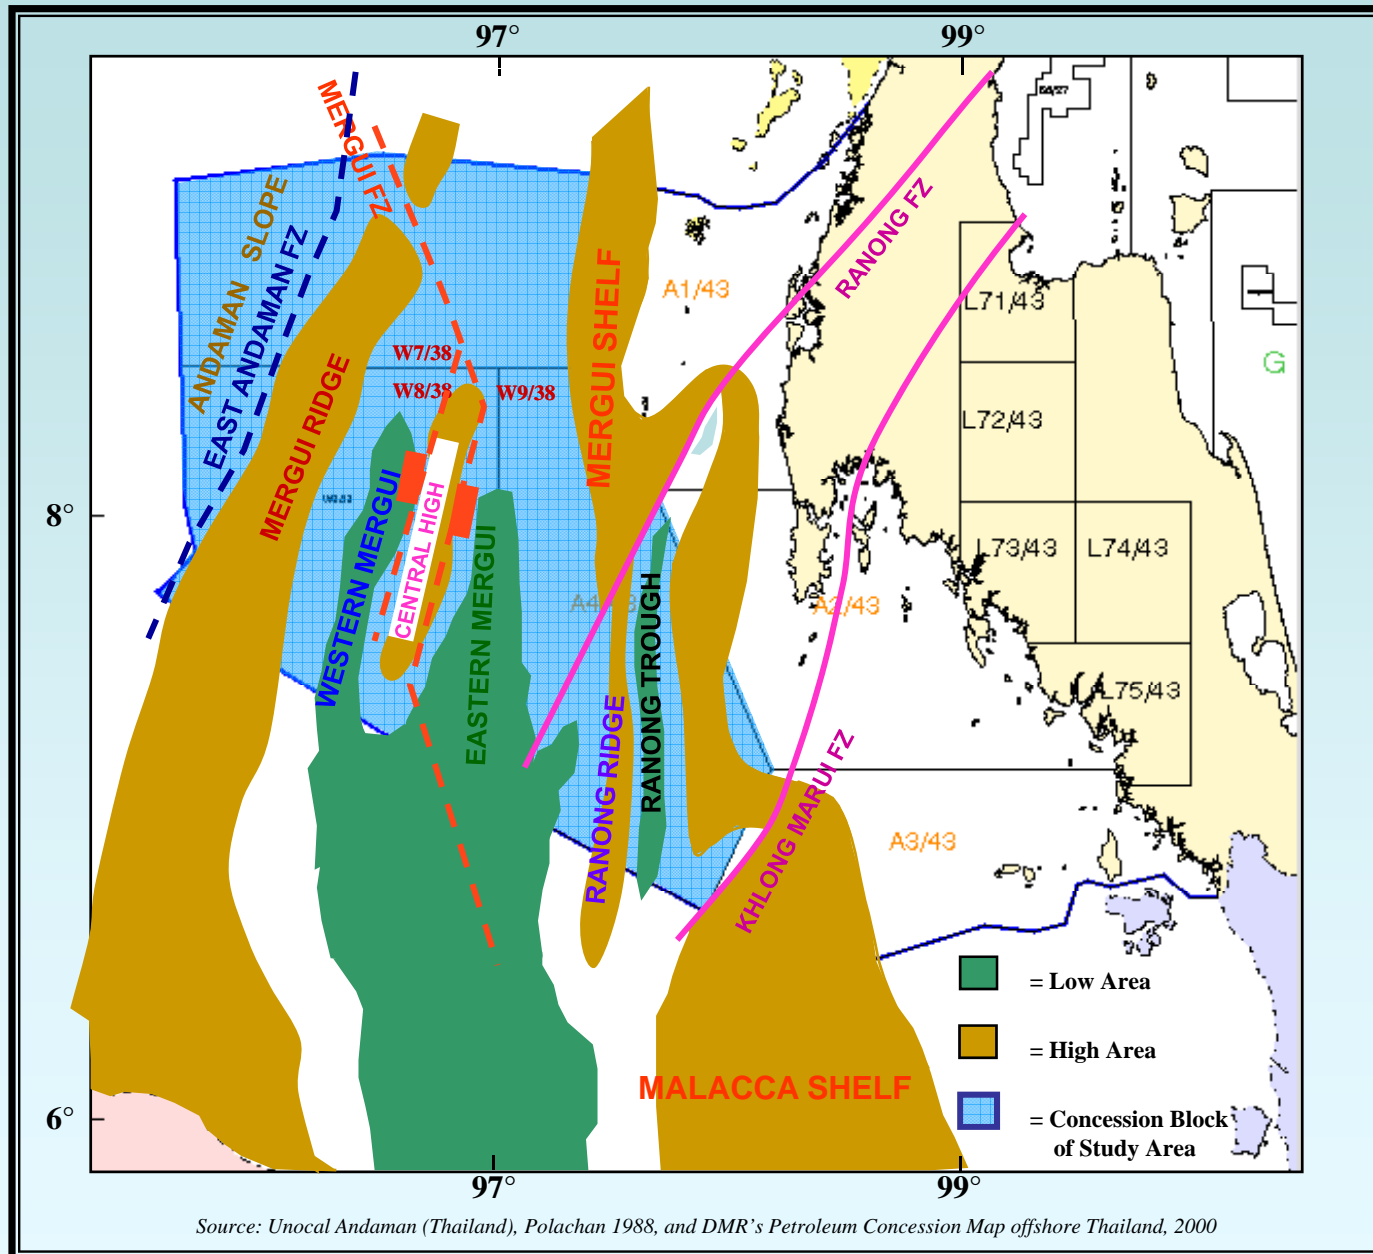 97°
99°
MERGUI FZ
ANDAMAN SLOPE
EAST ANDAMAN FZ
MERGUI RIDGE
MERGUI SHELF
A1/43
RANONG FZ
L71/43
G
W7/38
W8/38
W9/38
L72/43
8°
WESTERN MERGUI
CENTRAL HIGH
EASTERN MERGUI
L73/43
L74/43
RANONG TROUGH
A2/43
L75/43
RANONG RIDGE
KHLONG MARUI FZ
A3/43
= Low Area
= High Area
MALACCA SHELF
6°
= Concession Block
of Study Area
97°
99°
Source: Unocal Andaman (Thailand), Polachan 1988, and DMR's Petroleum Concession Map offshore Thailand, 2000